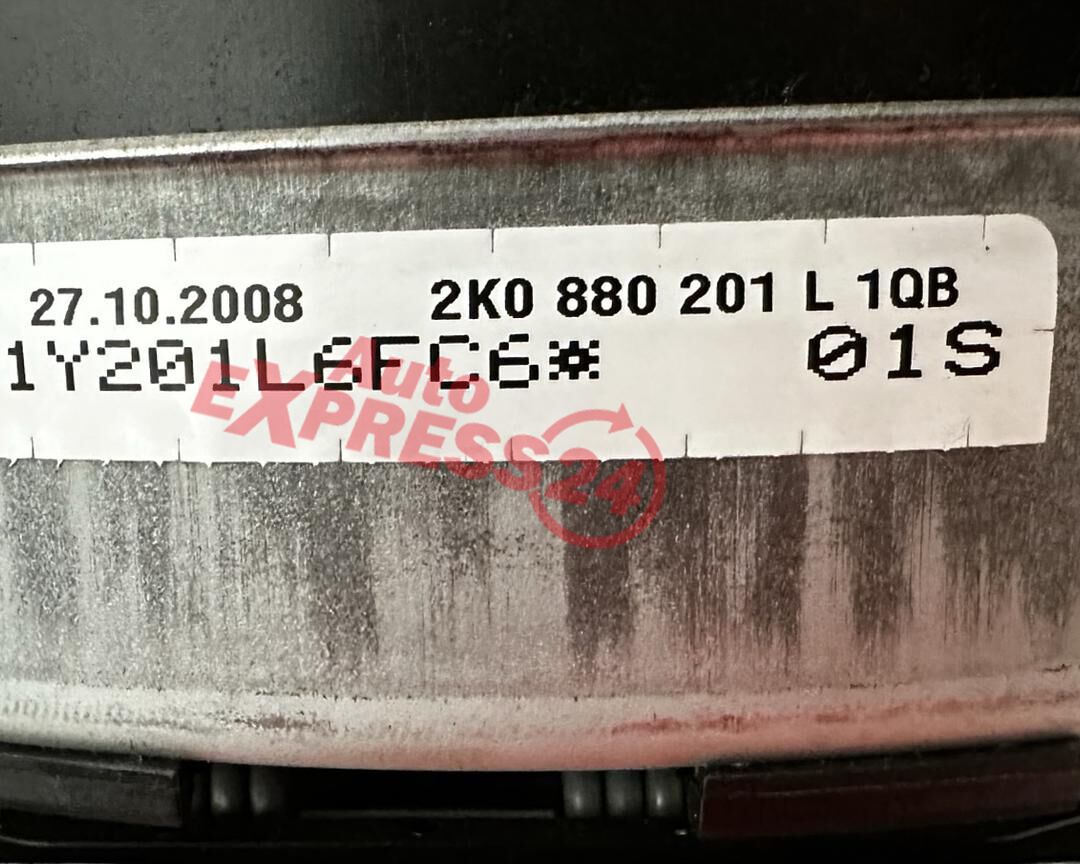 27.10.2008 2K0 880 201 L 1QB
1Y201L6FC6* 01S
Auto
EXPRESS24